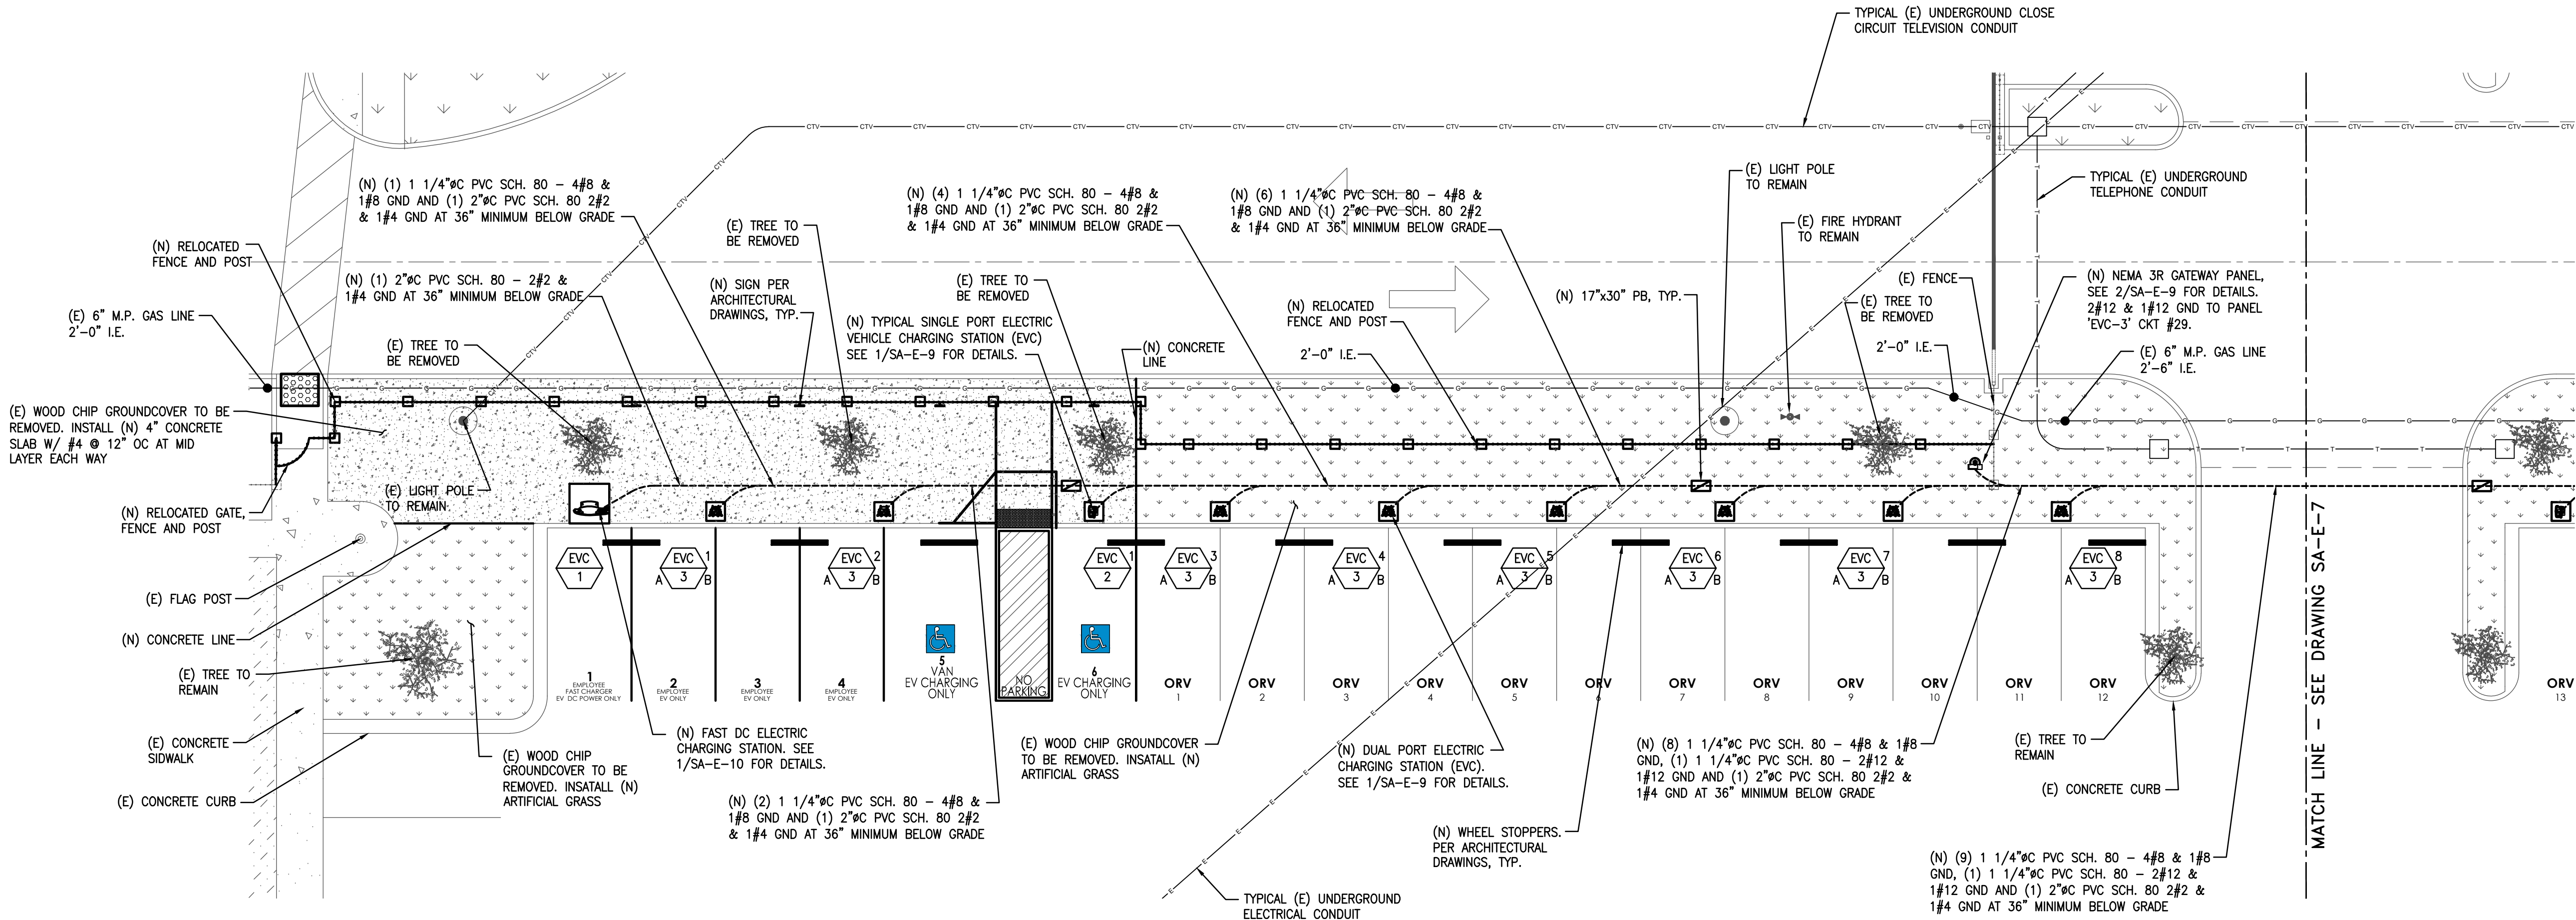 TYPICAL (E) UNDERGROUND CLOSE
CIRCUIT TELEVISION CONDUIT
(E) LIGHT POLE
TO REMAIN
TYPICAL (E) UNDERGROUND
TELEPHONE CONDUIT
(N) (1) 1 1/4"øC PVC SCH. 80 – 4#8 &
1#8 GND AND (1) 2"øC PVC SCH. 80 2#2
& 1#4 GND AT 36" MINIMUM BELOW GRADE
(N) (4) 1 1/4"øC PVC SCH. 80 – 4#8 &
1#8 GND AND (1) 2"øC PVC SCH. 80 2#2
& 1#4 GND AT 36" MINIMUM BELOW GRADE
(N) (6) 1 1/4"øC PVC SCH. 80 – 4#8 &
1#8 GND AND (1) 2"øC PVC SCH. 80 2#2
& 1#4 GND AT 36" MINIMUM BELOW GRADE
(E) TREE TO
BE REMOVED
(E) FIRE HYDRANT
TO REMAIN
(N) RELOCATED
FENCE AND POST
(N) (1) 2"øC PVC SCH. 80 – 2#2 &
1#4 GND AT 36" MINIMUM BELOW GRADE
(N) SIGN PER
ARCHITECTURAL
DRAWINGS, TYP.
(E) TREE TO
BE REMOVED
(N) 17"x30" PB, TYP.
(E) FENCE
(E) TREE TO
BE REMOVED
(N) NEMA 3R GATEWAY PANEL,
SEE 2/SA-E-9 FOR DETAILS.
2#12 & 1#12 GND TO PANEL
'EVC-3' CKT #29.
(E) 6" M.P. GAS LINE
2'-0" I.E.
(E) TREE TO
BE REMOVED
(N) TYPICAL SINGLE PORT ELECTRIC
VEHICLE CHARGING STATION (EVC)
SEE 1/SA-E-9 FOR DETAILS.
(N) CONCRETE
LINE
(N) RELOCATED
FENCE AND POST
2'-0" I.E.
2'-0" I.E.
(E) 6" M.P. GAS LINE
2'-6" I.E.
(E) WOOD CHIP GROUNDCOVER TO BE
REMOVED. INSTALL (N) 4" CONCRETE
SLAB W/ #4 @ 12" OC AT MID
LAYER EACH WAY
(E) LIGHT POLE
TO REMAIN
(N) RELOCATED GATE,
FENCE AND POST
EVC
1
EVC 1
A 3 B
EVC 2
A 3 B
EVC 1
2
EVC 3
A 3 B
EVC 4
A 3 B
EVC 5
A 3 B
EVC 6
A 3 B
EVC 7
A 3 B
EVC 8
A 3 B
(E) FLAG POST
(N) CONCRETE LINE
(E) TREE TO
REMAIN
1
EMPLOYEE
FAST CHARGER
EV DC POWER ONLY
2
EMPLOYEE
EV ONLY
3
EMPLOYEE
EV ONLY
4
EMPLOYEE
EV ONLY
5
VAN
EV CHARGING
ONLY
NO
PARKING
6
EV CHARGING
ONLY
ORV
1
ORV
2
ORV
3
ORV
4
ORV
5
ORV
6
ORV
7
ORV
8
ORV
9
ORV
10
ORV
11
ORV
12
ORV
13
(E) CONCRETE
SIDWALK
(E) CONCRETE CURB
(E) WOOD CHIP
GROUNDCOVER TO BE
REMOVED. INSATALL (N)
ARTIFICIAL GRASS
(N) FAST DC ELECTRIC
CHARGING STATION. SEE
1/SA-E-10 FOR DETAILS.
(N) (2) 1 1/4"øC PVC SCH. 80 – 4#8 &
1#8 GND AND (1) 2"øC PVC SCH. 80 2#2
& 1#4 GND AT 36" MINIMUM BELOW GRADE
(E) WOOD CHIP GROUNDCOVER
TO BE REMOVED. INSATALL (N)
ARTIFICIAL GRASS
(N) DUAL PORT ELECTRIC
CHARGING STATION (EVC).
SEE 1/SA-E-9 FOR DETAILS.
(N) WHEEL STOPPERS.
PER ARCHITECTURAL
DRAWINGS, TYP.
(N) (8) 1 1/4"øC PVC SCH. 80 – 4#8 & 1#8
GND, (1) 1 1/4"øC PVC SCH. 80 – 2#12 &
1#12 GND AND (1) 2"øC PVC SCH. 80 2#2 &
1#4 GND AT 36" MINIMUM BELOW GRADE
(E) TREE TO
REMAIN
(E) CONCRETE CURB
(N) (9) 1 1/4"øC PVC SCH. 80 – 4#8 & 1#8
GND, (1) 1 1/4"øC PVC SCH. 80 – 2#12 &
1#12 GND AND (1) 2"øC PVC SCH. 80 2#2 &
1#4 GND AT 36" MINIMUM BELOW GRADE
TYPICAL (E) UNDERGROUND
ELECTRICAL CONDUIT
MATCH LINE – SEE DRAWING SA-E-7